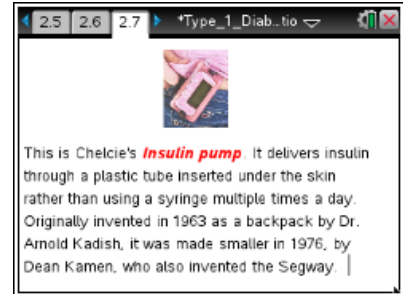 2.5 2.6 2.7 *Type_1_Diab...tio
This is Chelcie's Insulin pump. It delivers insulin
through a plastic tube inserted under the skin
rather than using a syringe multiple times a day.
Originally invented in 1963 as a backpack by Dr.
Arnold Kadish, it was made smaller in 1976, by
Dean Kamen, who also invented the Segway.